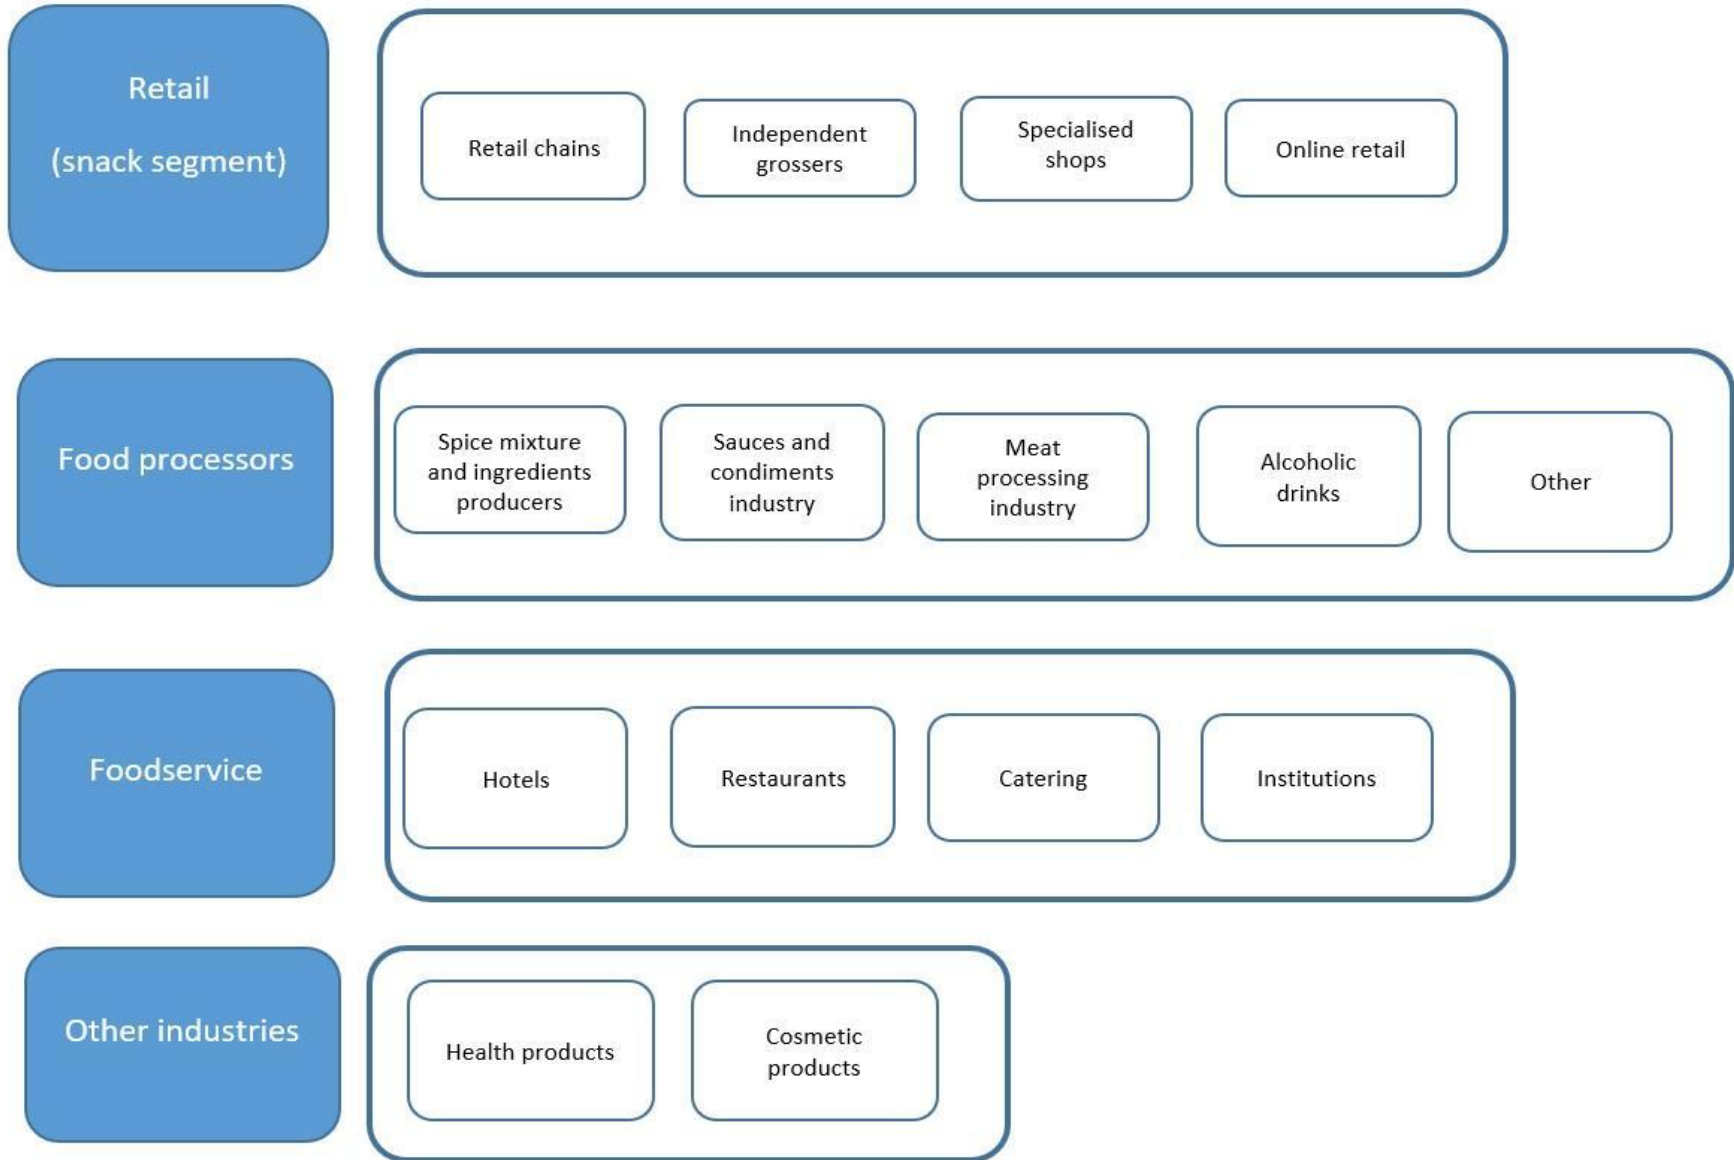 Retail
(snack segment)
Retail chains
Independent
grossers
Specialised
shops
Online retail
Food processors
Spice mixture
and ingredients
producers
Sauces and
condiments
industry
Meat
processing
industry
Alcoholic
drinks
Other
Foodservice
Hotels
Restaurants
Catering
Institutions
Other industries
Health products
Cosmetic
products